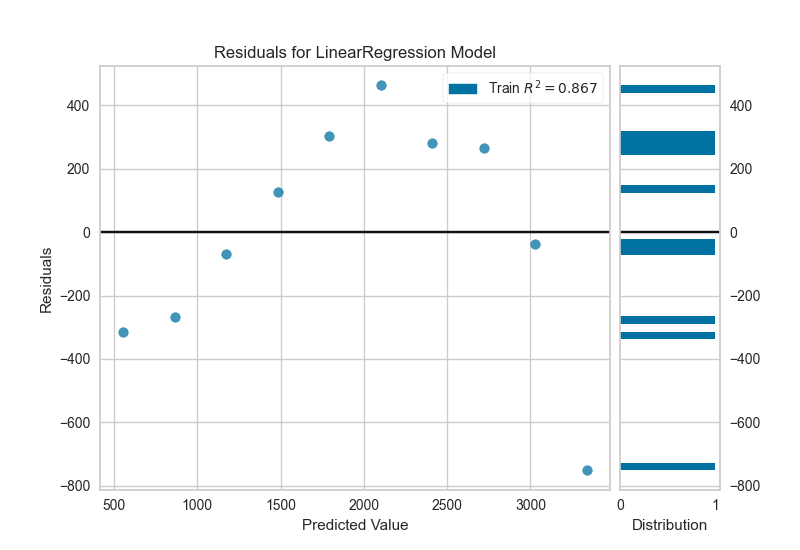 Residuals for LinearRegression Model
Train R² = 0.867
Residuals
400
200
0
−200
−400
−600
−800
500 1000 1500 2000 2500 3000
Predicted Value
400
200
0
−200
−400
−600
−800
0 1
Distribution